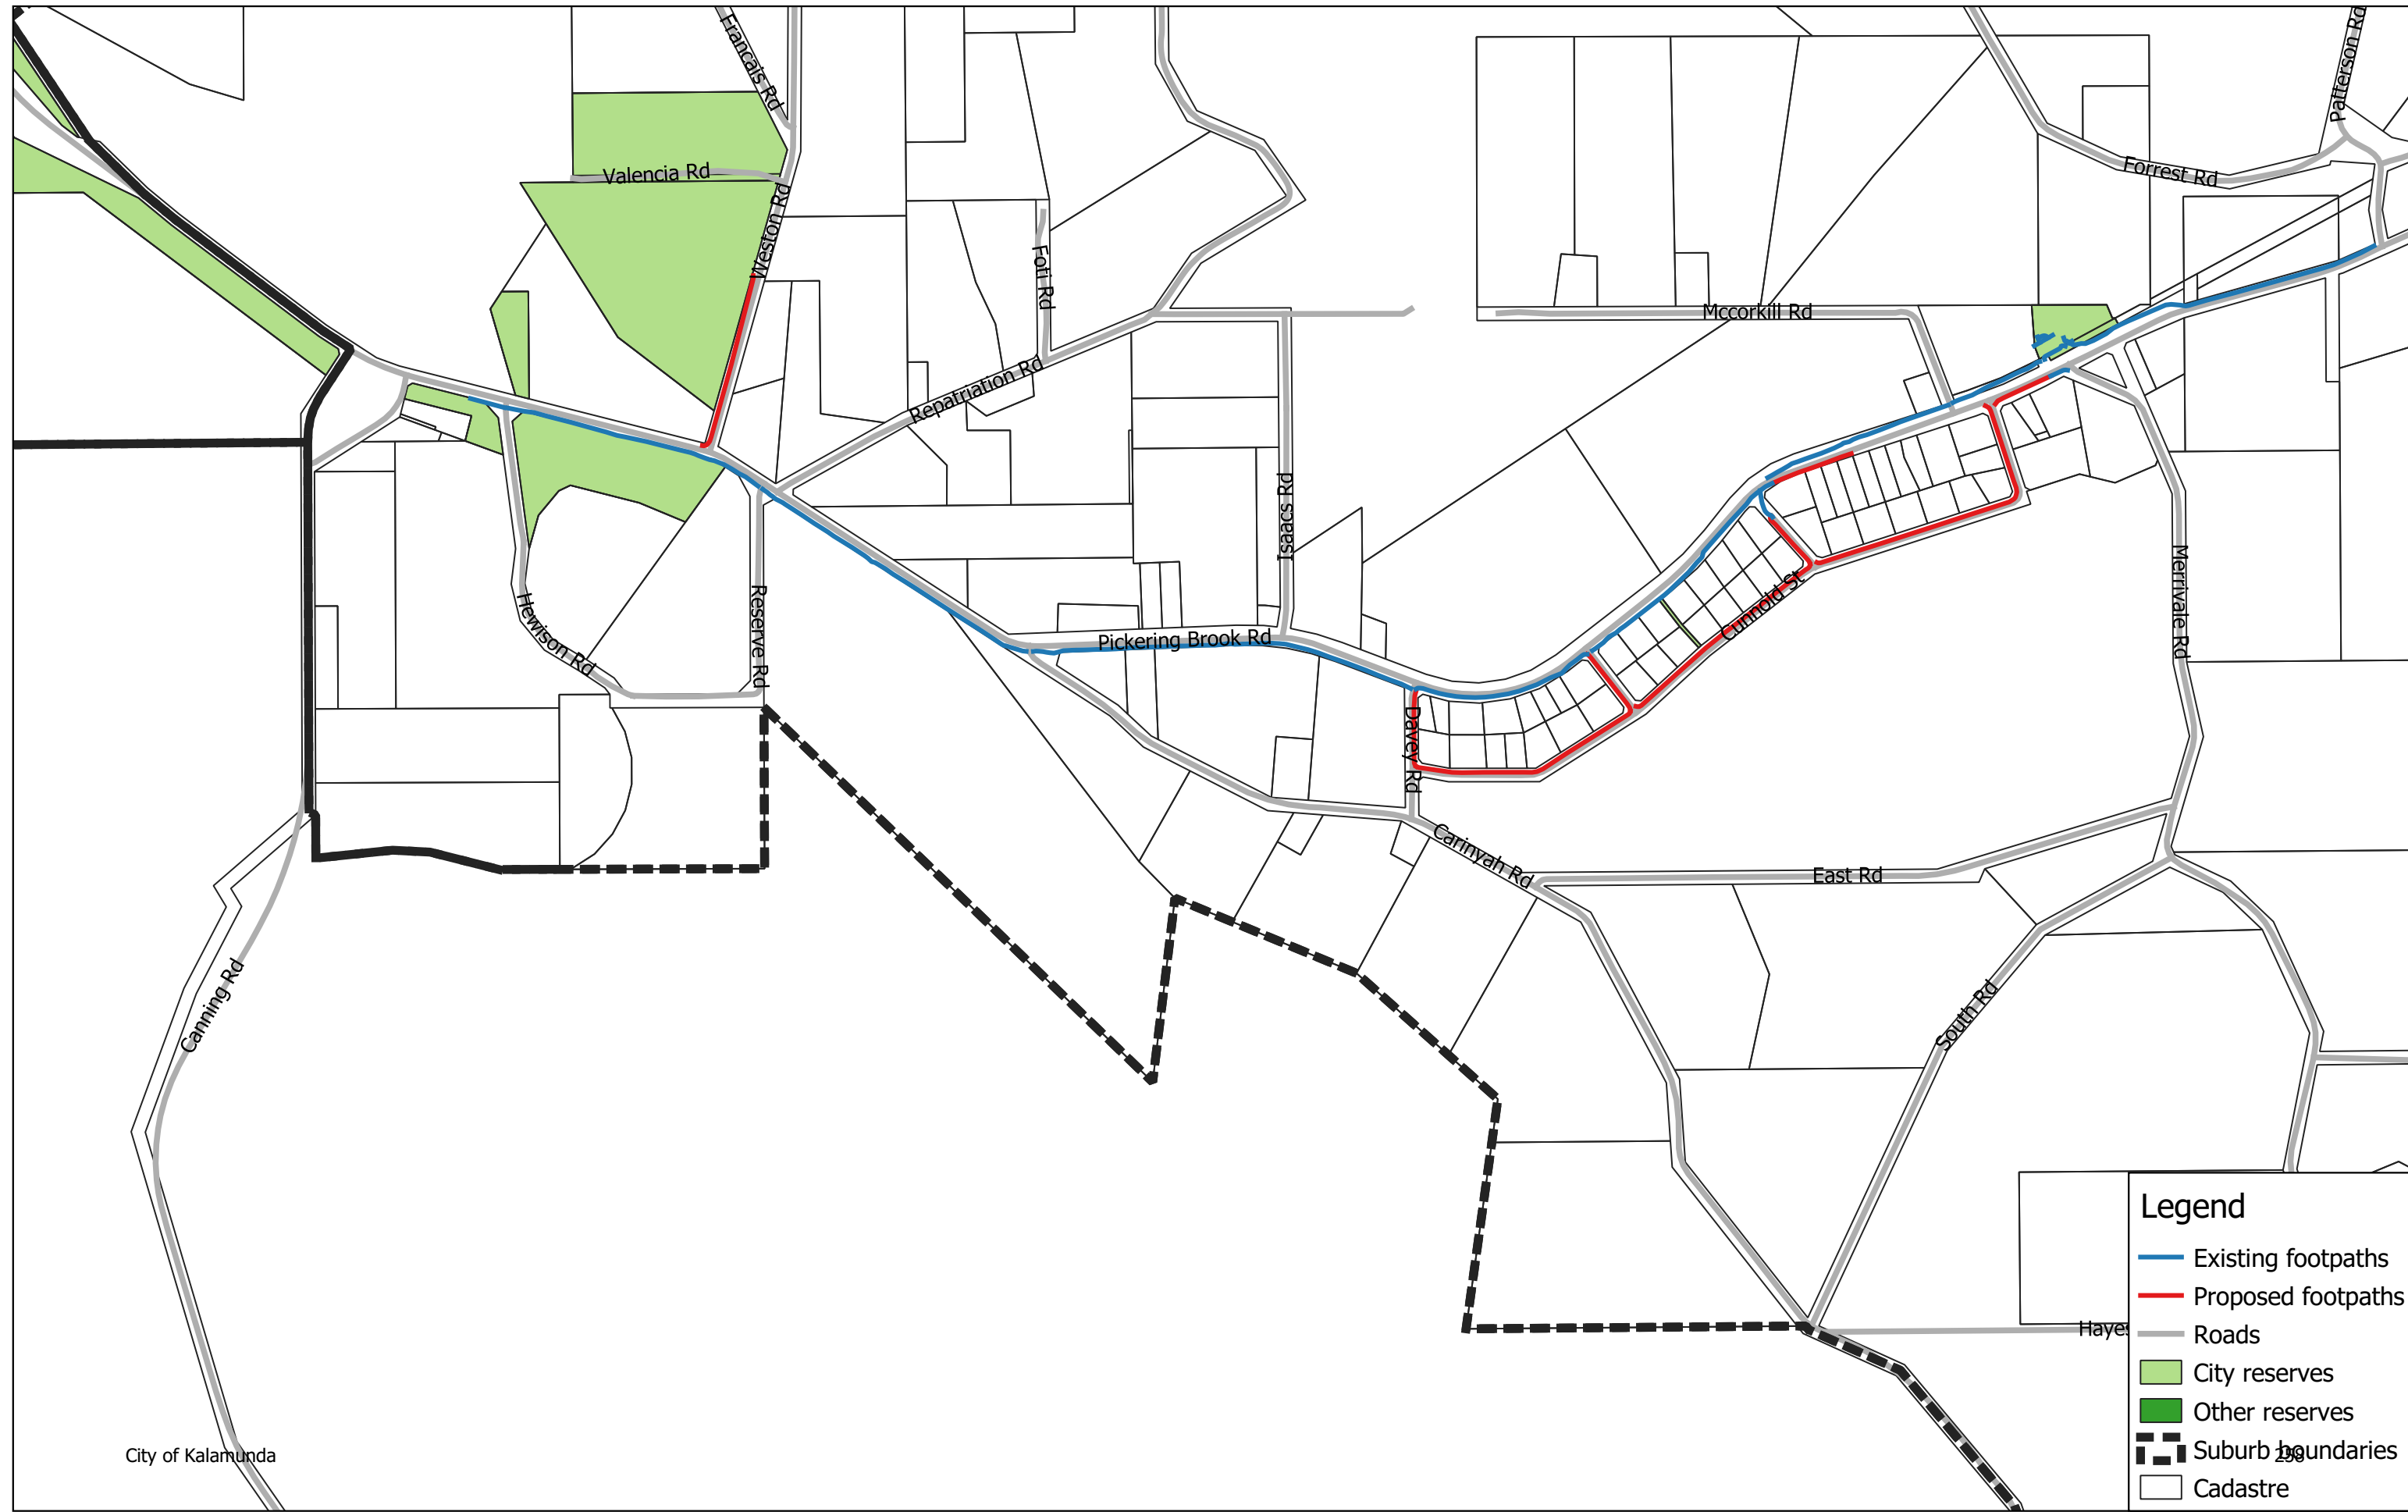 Francais Rd
Patterson Rd
Valencia Rd
Forrest Rd
Weston Rd
Foti Rd
Mccorkill Rd
Repatriation Rd
Isaacs Rd
Merrivale Rd
Cunnold St
Hewison Rd
Reserve Rd
Pickering Brook Rd
Davey Rd
Carinyah Rd
East Rd
Canning Rd
South Rd
Hayes
Legend
Existing footpaths
Proposed footpaths
Roads
City reserves
Other reserves
Suburb boundaries
Cadastre
City of Kalamunda